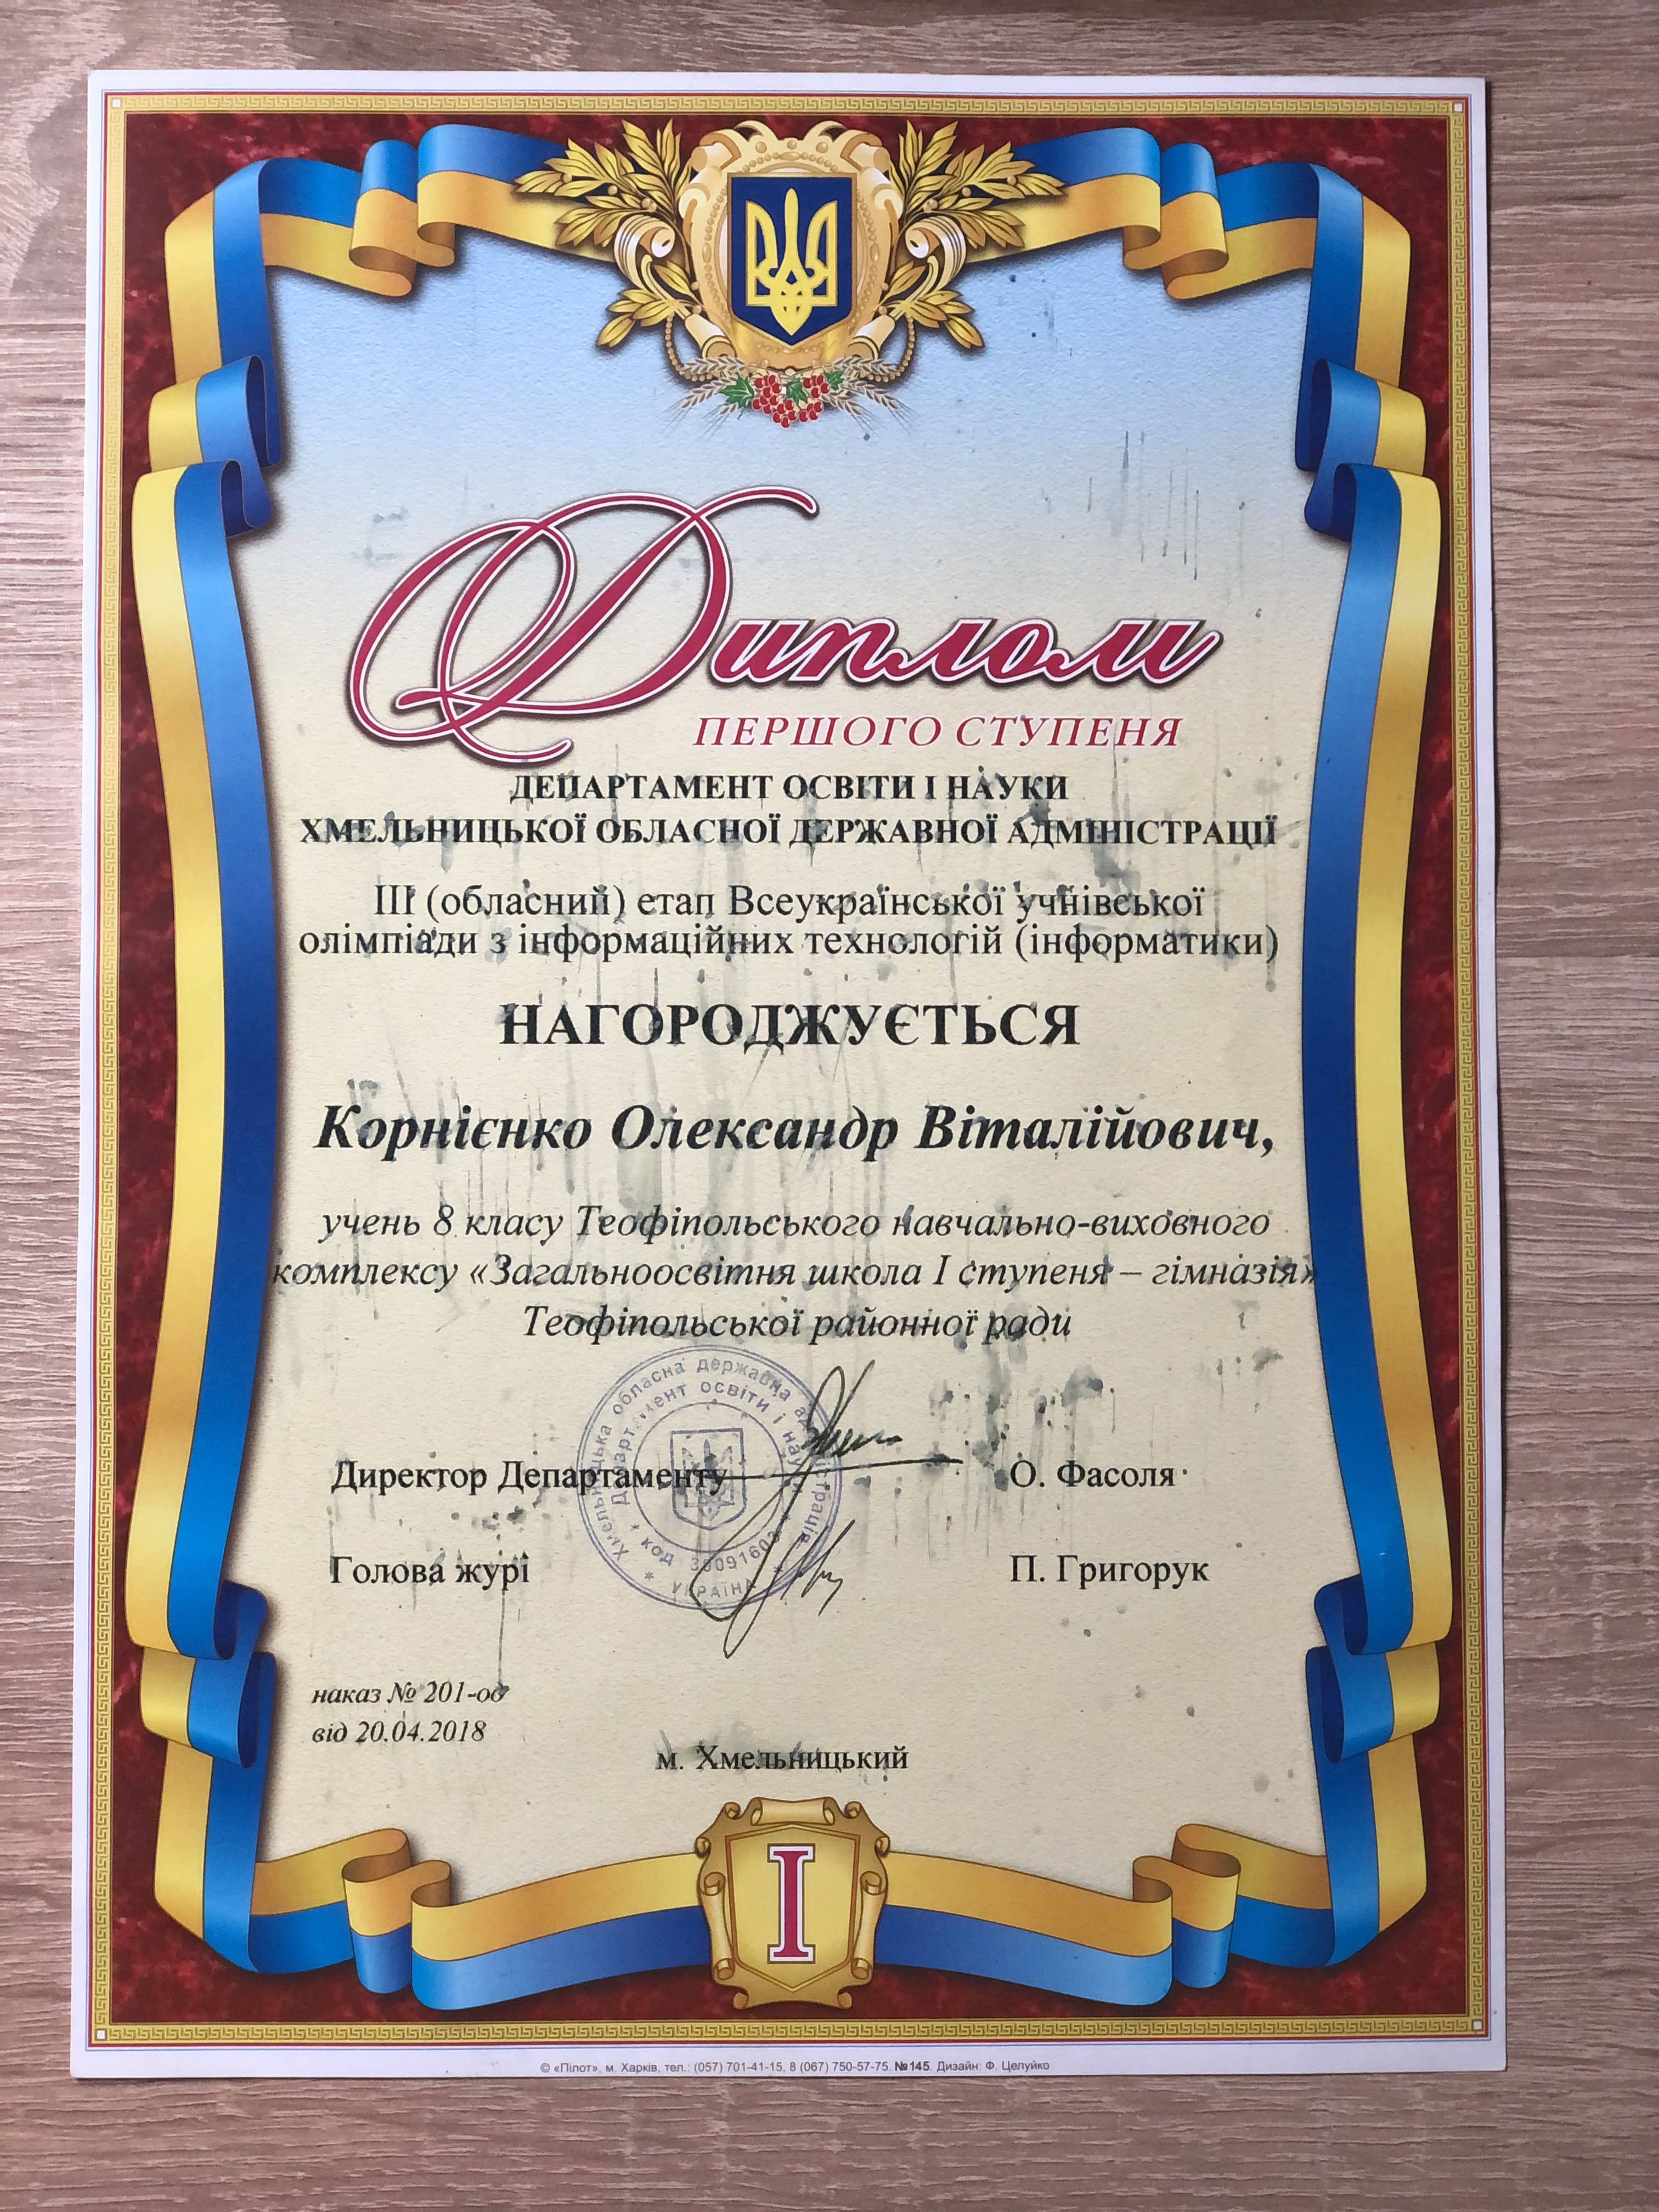 Диплом
ПЕРШОГО СТУПЕНЯ
ДЕПАРТАМЕНТ ОСВІТИ І НАУКИ
ХМЕЛЬНИЦЬКОЇ ОБЛАСНОЇ ДЕРЖАВНОЇ АДМІНІСТРАЦІЇ
ІІІ (обласний) етап Всеукраїнської учнівської
олімпіади з інформаційних технологій (інформатики)
НАГОРОДЖУЄТЬСЯ
Корнієнко Олександр Віталійович,
учень 8 класу Теофіпольського навчально-виховного
комплексу «Загальноосвітня школа І ступеня – гімназія»
Теофіпольської районної ради
Хмельницька обласна державна адміністрація
Департамент освіти і науки
код
УКРАЇНА
Директор Департаменту О. Фасоля
Голова журі П. Григорук
наказ № 201-од
від 20.04.2018
м. Хмельницький
I
© «Пілот», м. Харків, тел.: (057) 701-41-15, 8 (067) 750-57-75. №145. Дизайн: Ф. Целуйко